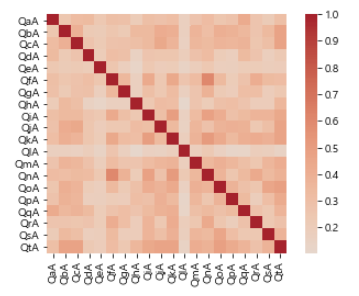 QaA
QbA
QcA
QdA
QeA
QfA
QgA
QhA
QiA
QjA
QkA
QlA
QmA
QnA
QoA
QpA
QqA
QrA
QsA
QtA
QaA QbA QcA QdA QeA QfA QgA QhA QiA QjA QkA QlA QmA QnA QoA QpA QqA QrA QsA QtA
1.0
0.9
0.8
0.7
0.6
0.5
0.4
0.3
0.2